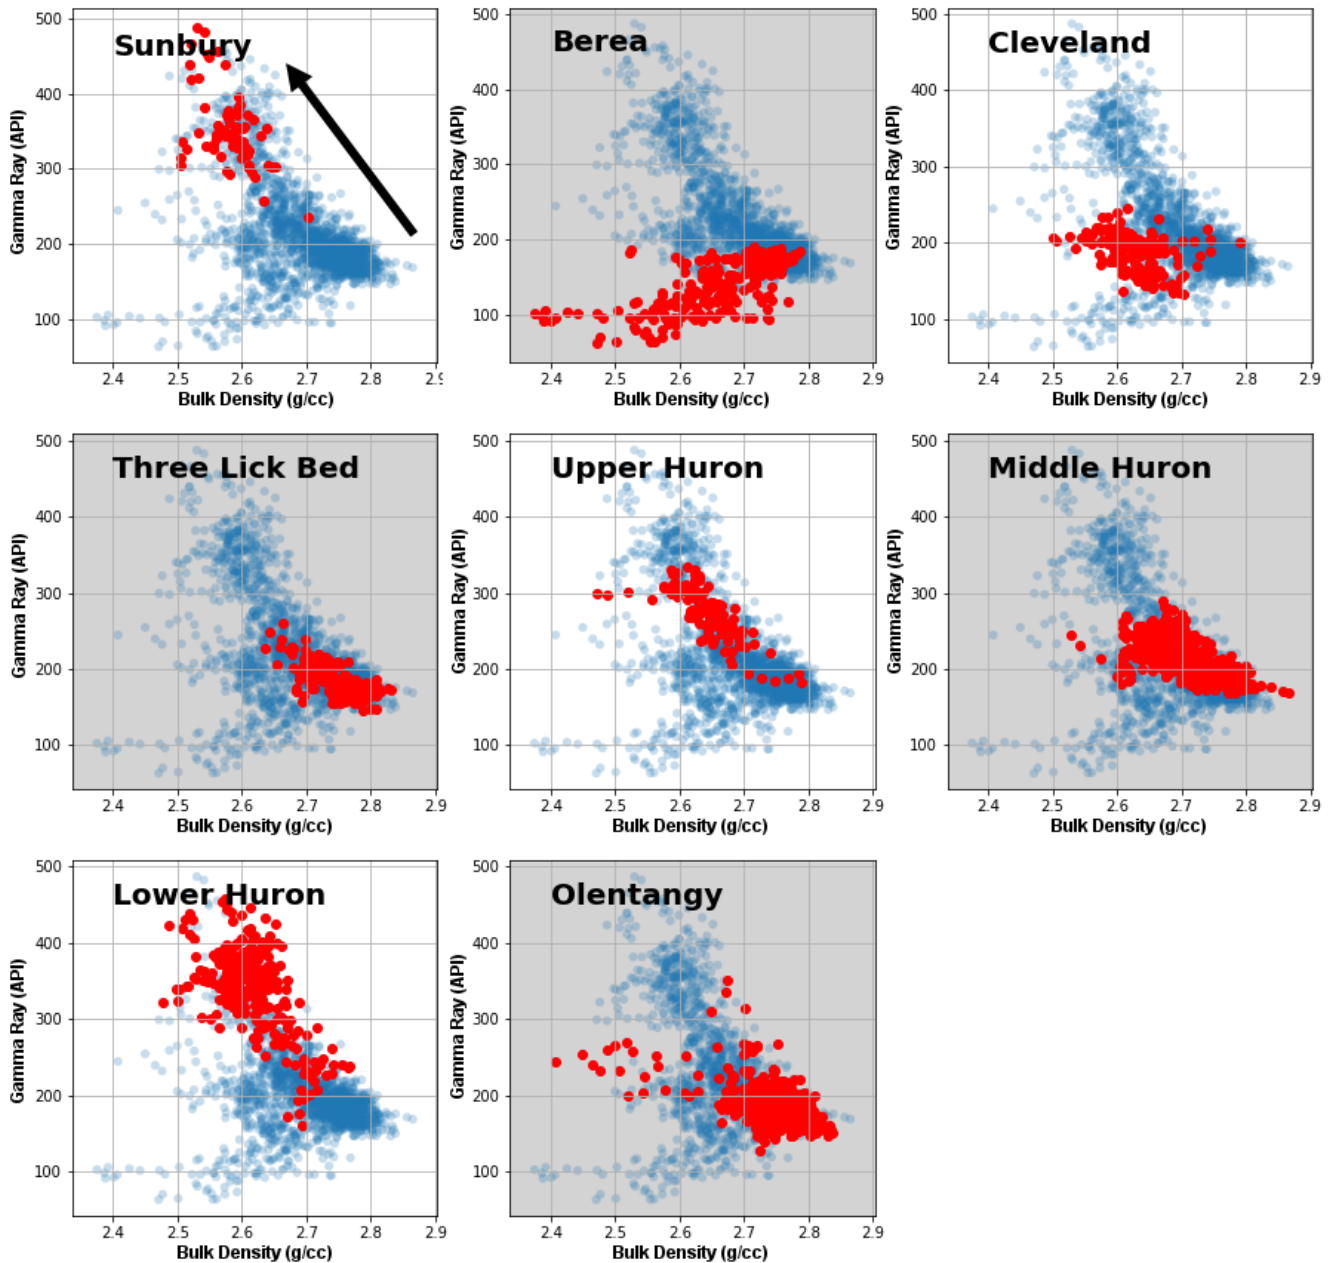 Sunbury
500
400
300
200
100
Gamma Ray (API)
2.4 2.5 2.6 2.7 2.8 2.9
Bulk Density (g/cc)
Berea
500
400
300
200
100
Gamma Ray (API)
2.4 2.5 2.6 2.7 2.8 2.9
Bulk Density (g/cc)
Cleveland
500
400
300
200
100
Gamma Ray (API)
2.4 2.5 2.6 2.7 2.8 2.9
Bulk Density (g/cc)
Three Lick Bed
500
400
300
200
100
Gamma Ray (API)
2.4 2.5 2.6 2.7 2.8 2.9
Bulk Density (g/cc)
Upper Huron
500
400
300
200
100
Gamma Ray (API)
2.4 2.5 2.6 2.7 2.8 2.9
Bulk Density (g/cc)
Middle Huron
500
400
300
200
100
Gamma Ray (API)
2.4 2.5 2.6 2.7 2.8 2.9
Bulk Density (g/cc)
Lower Huron
500
400
300
200
100
Gamma Ray (API)
2.4 2.5 2.6 2.7 2.8 2.9
Bulk Density (g/cc)
Olentangy
500
400
300
200
100
Gamma Ray (API)
2.4 2.5 2.6 2.7 2.8 2.9
Bulk Density (g/cc)